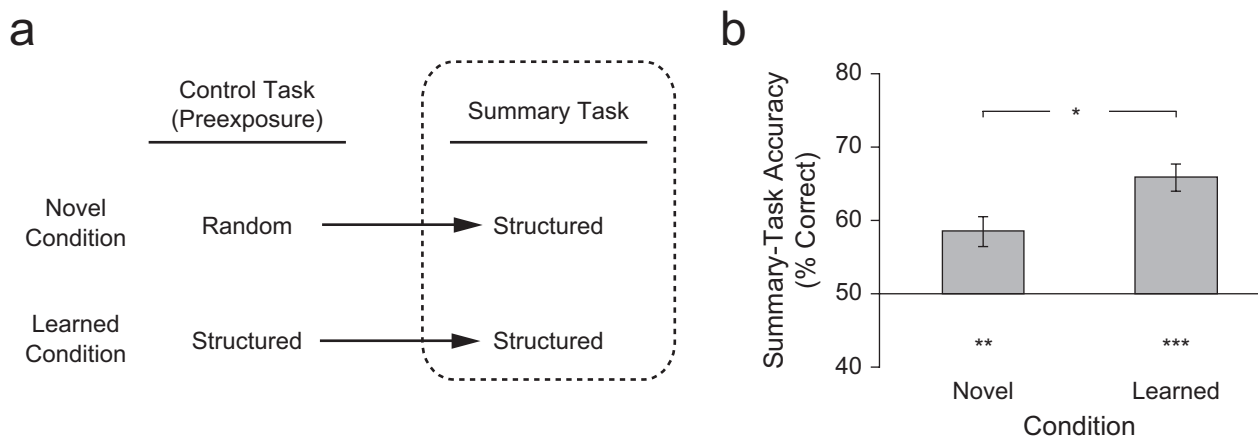 a
Control Task
(Preexposure)
Summary Task
Novel
Condition
Random
Structured
Learned
Condition
Structured
Structured
b
Summary-Task Accuracy
(% Correct)
80
70
60
50
40
*
**
***
Novel
Learned
Condition